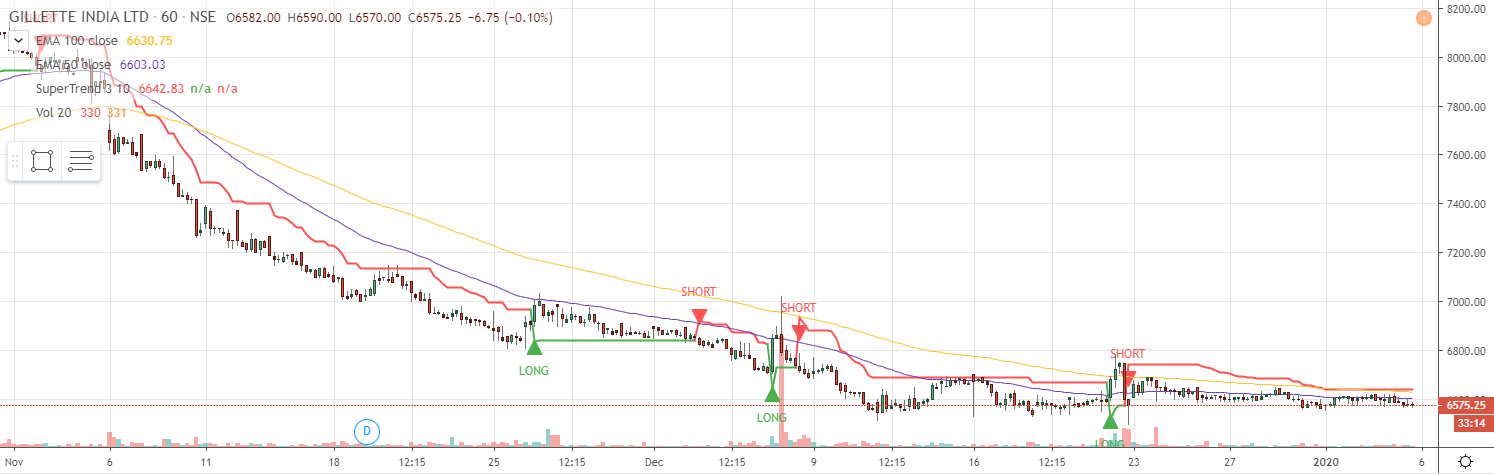 GILLETTE INDIA LTD · 60 · NSE O6582.00 H6590.00 L6570.00 C6575.25 −6.75 (−0.10%)
SHORT
EMA 100 close 6630.75
EMA 50 close 6603.03
SuperTrend 3 10 6642.83 n/a n/a
Vol 20 330 331
8200.00
8000.00
7800.00
7600.00
7400.00
7200.00
7000.00
6800.00
6575.25
33:14
SHORT
SHORT
SHORT
LONG
LONG
LONG
D
Nov 6 11 18 12:15 25 12:15 Dec 12:15 9 12:15 16 12:15 23 27 2020 6